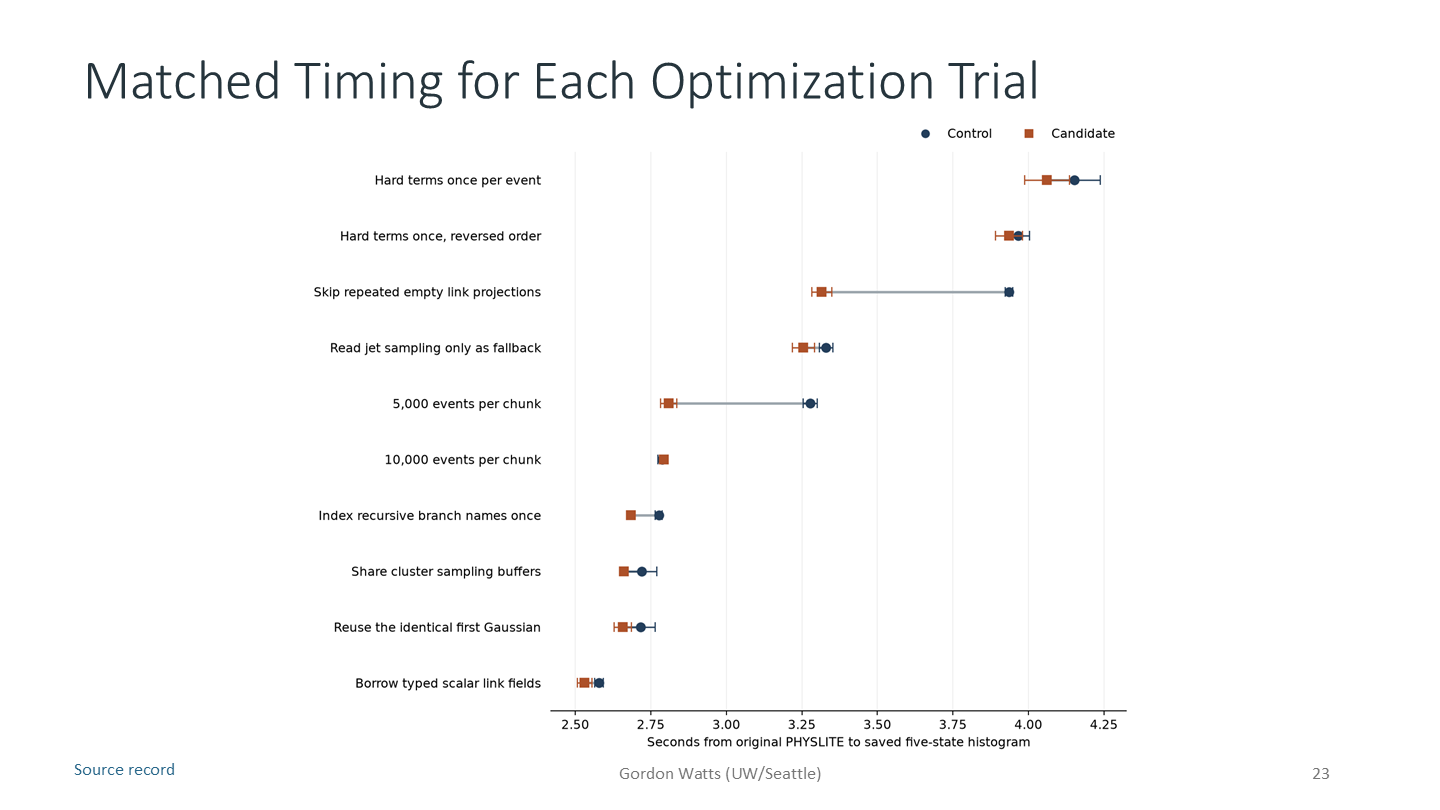 Matched Timing for Each Optimization Trial
Control Candidate
Hard terms once per event
Hard terms once, reversed order
Skip repeated empty link projections
Read jet sampling only as fallback
5,000 events per chunk
10,000 events per chunk
Index recursive branch names once
Share cluster sampling buffers
Reuse the identical first Gaussian
Borrow typed scalar link fields
2.50 2.75 3.00 3.25 3.50 3.75 4.00 4.25
Seconds from original PHYSLITE to saved five-state histogram
Source record
Gordon Watts (UW/Seattle)
23